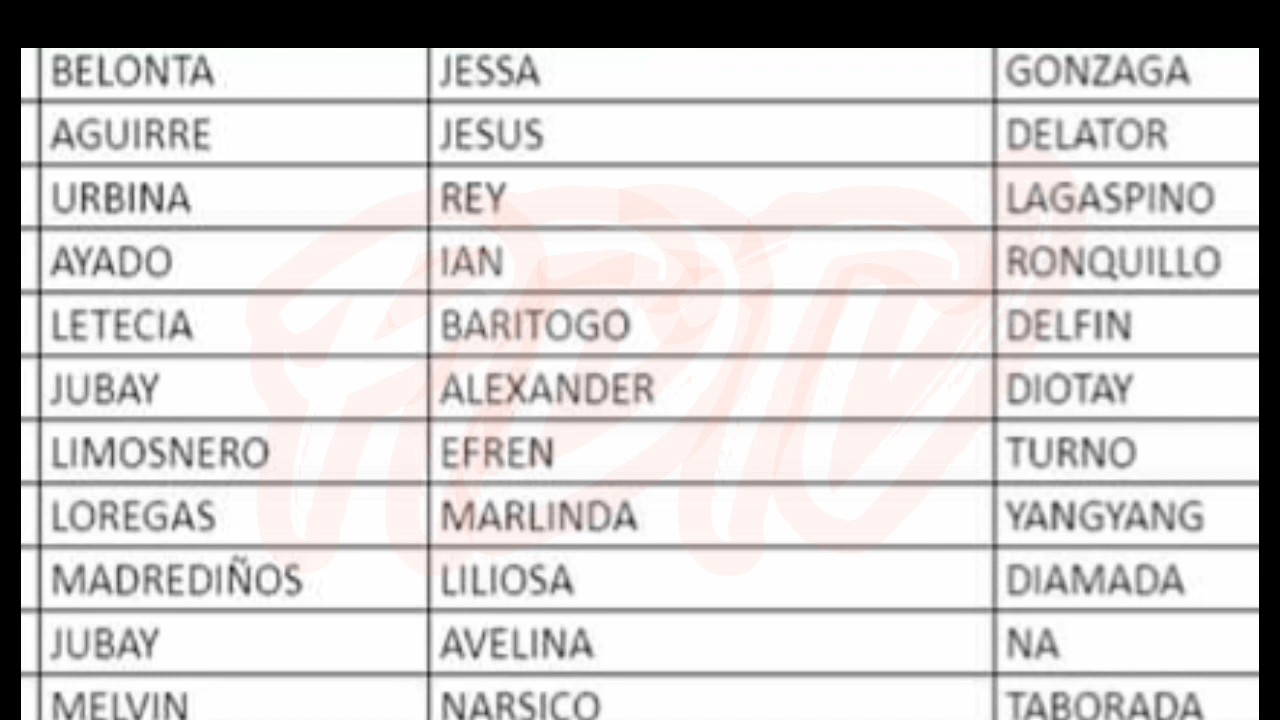 BELONTA JESSA GONZAGA
AGUIRRE JESUS DELATOR
URBINA REY LAGASPINO
AYADO IAN RONQUILLO
LETECIA BARITOGO DELFIN
JUBAY ALEXANDER DIOTAY
LIMOSNERO EFREN TURNO
LOREGAS MARLINDA YANGYANG
MADREDIÑOS LILIOSA DIAMADA
JUBAY AVELINA NA
MELVIN NARSICO TABORADA